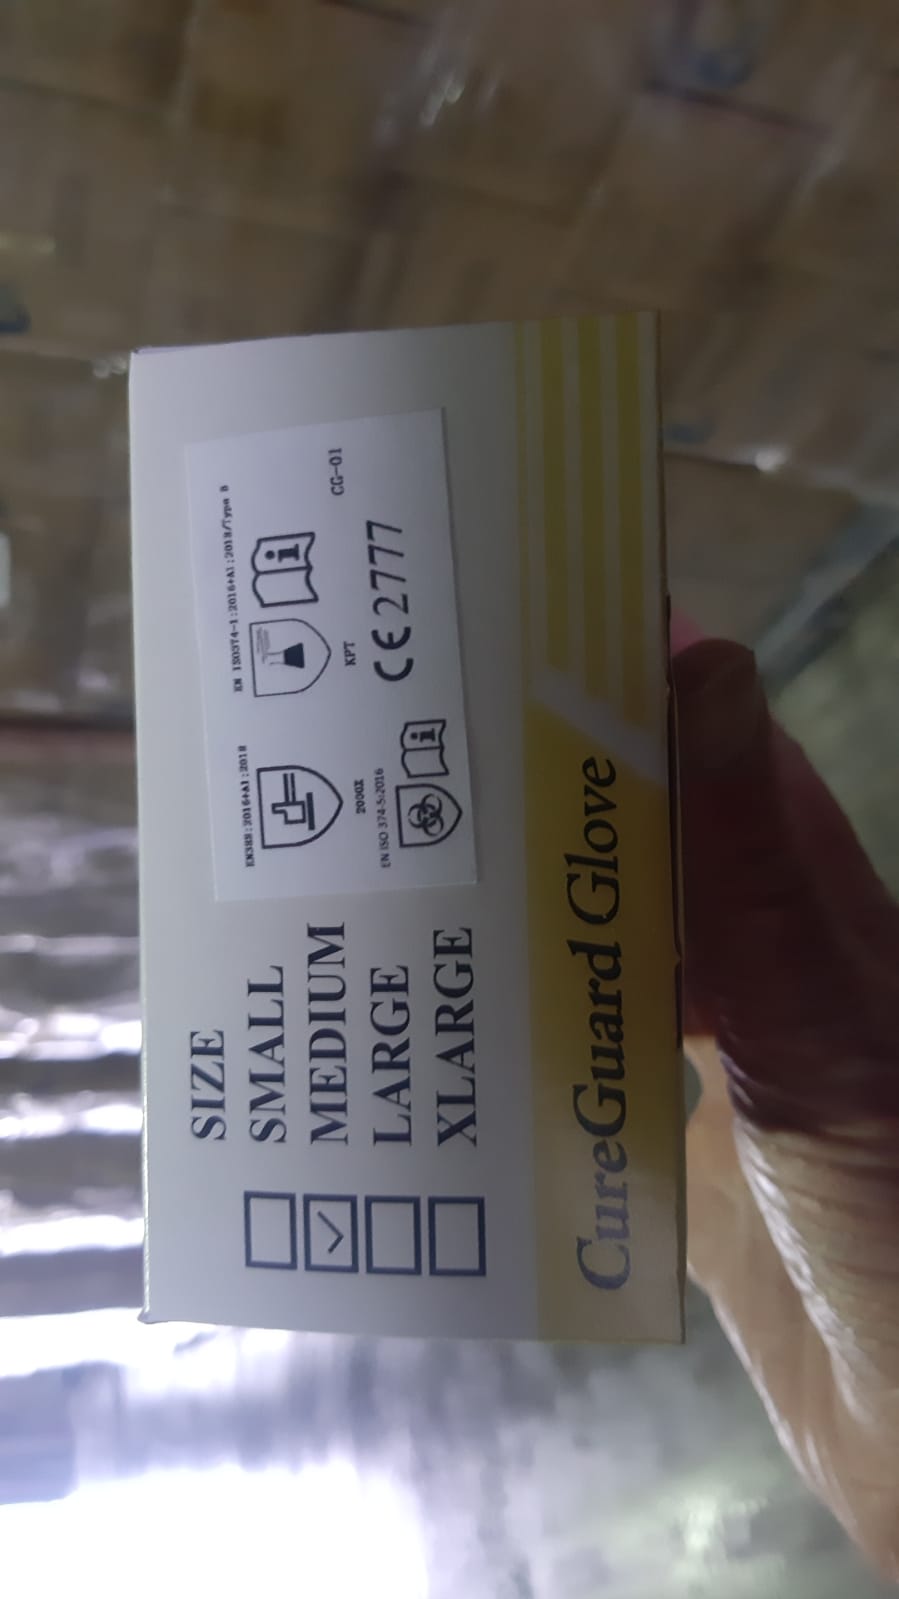 SIZE
SMALL
MEDIUM
LARGE
XLARGE
EN388:2016+A1:2018
EN ISO374-1:2016+A1:2018/Type B
2000X
KPT
CG-01
EN ISO 374-5:2016
CE 2777
CureGuard Glove